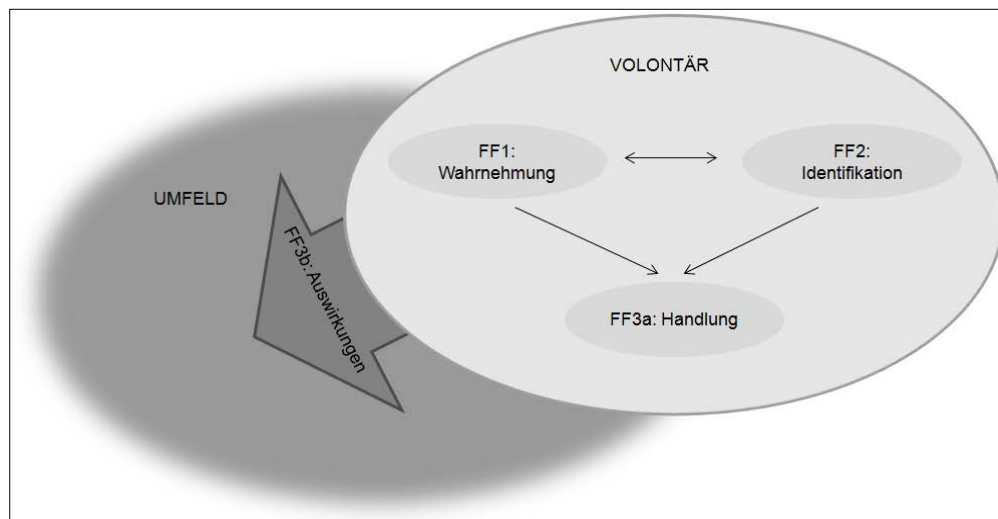 VOLONTÄR
FF1:
Wahrnehmung
FF2:
Identifikation
UMFELD
FF3b: Auswirkungen
FF3a: Handlung